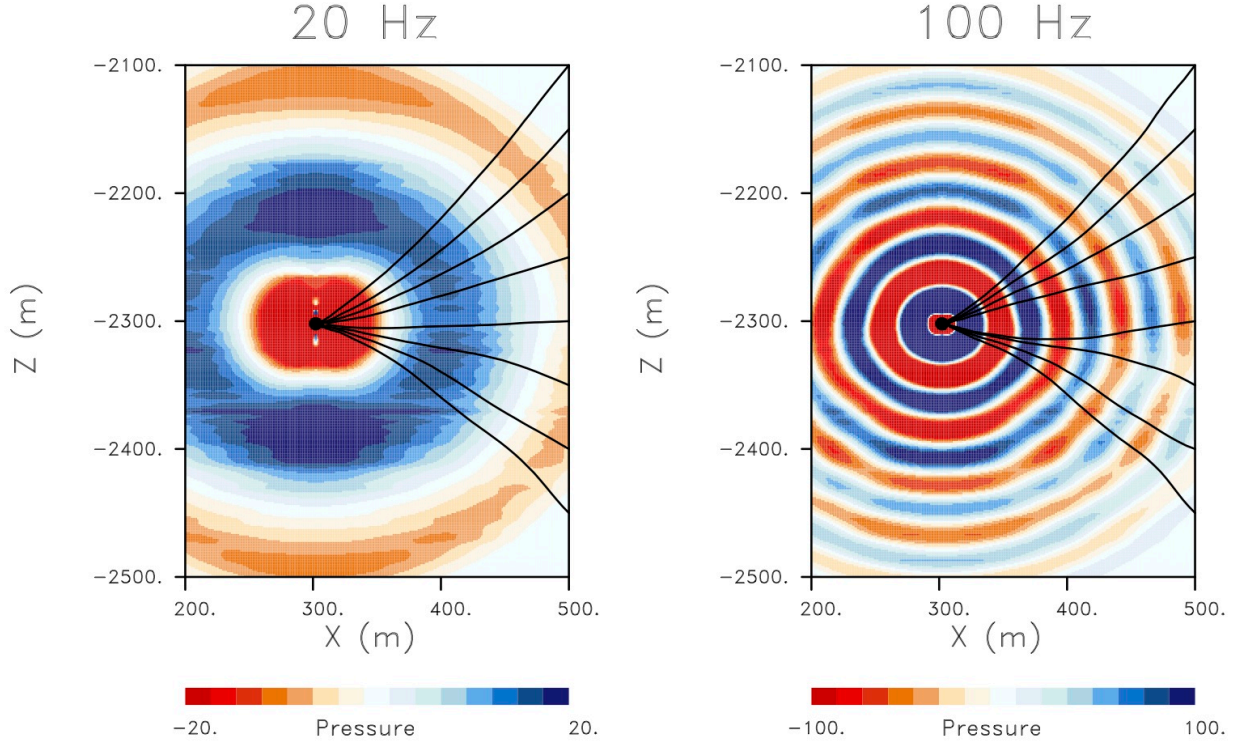 20 Hz
100 Hz
Z (m)
-2100.
-2200.
-2300.
-2400.
-2500.
200. 300. 400. 500.
X (m)
-20. Pressure 20.
Z (m)
-2100.
-2200.
-2300.
-2400.
-2500.
200. 300. 400. 500.
X (m)
-100. Pressure 100.